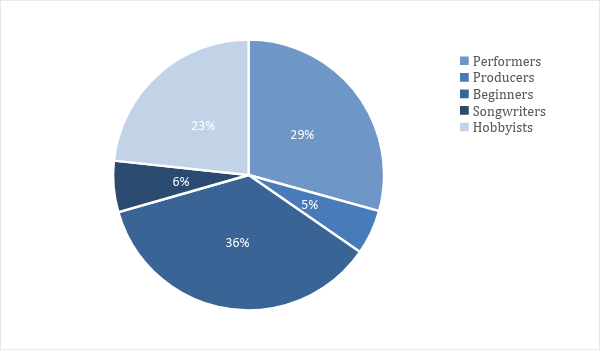 Performers
Producers
Beginners
Songwriters
Hobbyists
23%
29%
6%
5%
36%